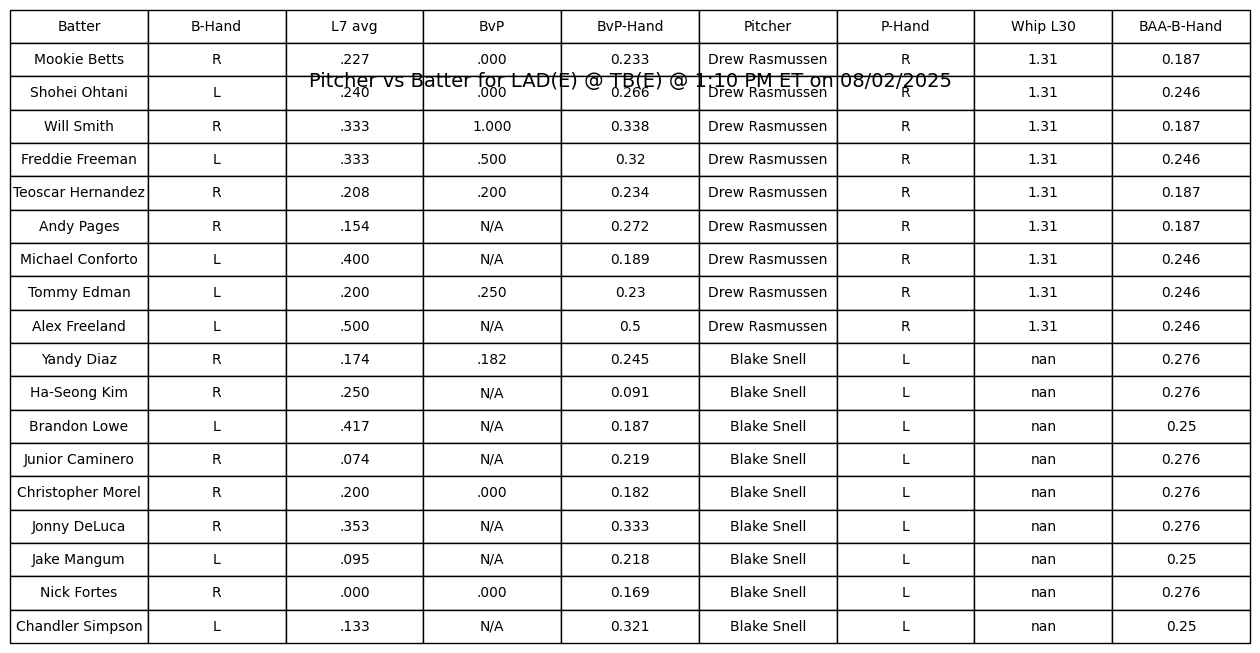 Batter B-Hand L7 avg BvP BvP-Hand Pitcher P-Hand Whip L30 BAA-B-Hand
Mookie Betts R .227 .000 0.233 Drew Rasmussen R 1.31 0.187
Pitcher vs Batter for LAD(E) @ TB(E) @ 1:10 PM ET on 08/02/2025
Shohei Ohtani L .240 .000 0.266 Drew Rasmussen R 1.31 0.246
Will Smith R .333 1.000 0.338 Drew Rasmussen R 1.31 0.187
Freddie Freeman L .333 .500 0.32 Drew Rasmussen R 1.31 0.246
Teoscar Hernandez R .208 .200 0.234 Drew Rasmussen R 1.31 0.187
Andy Pages R .154 N/A 0.272 Drew Rasmussen R 1.31 0.187
Michael Conforto L .400 N/A 0.189 Drew Rasmussen R 1.31 0.246
Tommy Edman L .200 .250 0.23 Drew Rasmussen R 1.31 0.246
Alex Freeland L .500 N/A 0.5 Drew Rasmussen R 1.31 0.246
Yandy Diaz R .174 .182 0.245 Blake Snell L nan 0.276
Ha-Seong Kim R .250 N/A 0.091 Blake Snell L nan 0.276
Brandon Lowe L .417 N/A 0.187 Blake Snell L nan 0.25
Junior Caminero R .074 N/A 0.219 Blake Snell L nan 0.276
Christopher Morel R .200 .000 0.182 Blake Snell L nan 0.276
Jonny DeLuca R .353 N/A 0.333 Blake Snell L nan 0.276
Jake Mangum L .095 N/A 0.218 Blake Snell L nan 0.25
Nick Fortes R .000 .000 0.169 Blake Snell L nan 0.276
Chandler Simpson L .133 N/A 0.321 Blake Snell L nan 0.25